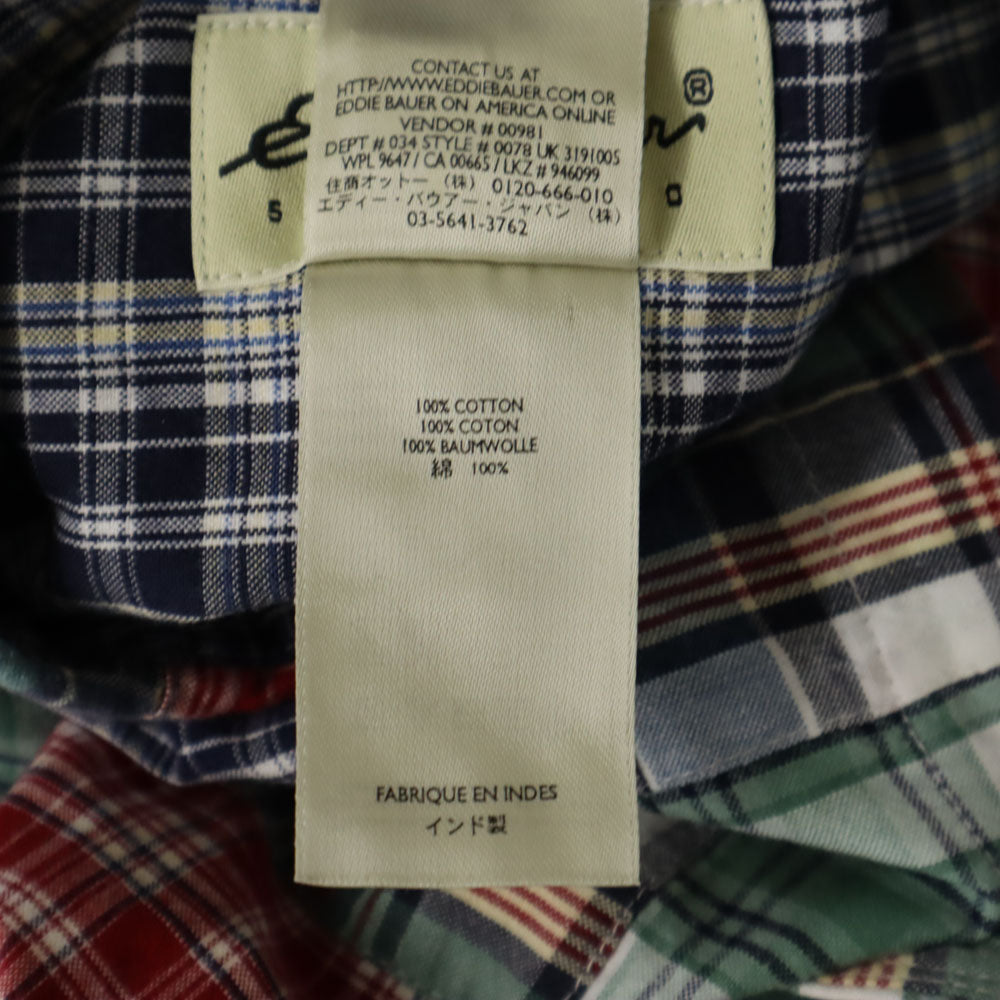 CONTACT US AT
HTTP://WWW.EDDIEBAUER.COM OR
EDDIE BAUER ON AMERICA ONLINE
VENDOR # 00981
DEPT # 034 STYLE # 0078 UK 319100S
WPL 9647 / CA 00665 / LKZ # 946099
住商オットー (株) 0120-666-010
エディー・バウアー・ジャパン (株)
03-5641-3762
®
100% COTTON
100% COTON
100% BAUMWOLLE
綿 100%
FABRIQUE EN INDES
インド製